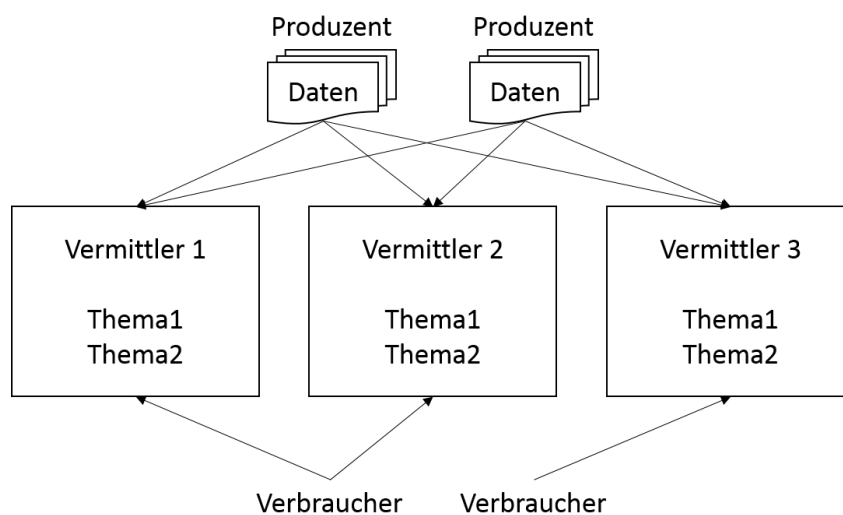 Produzent Produzent
Daten Daten
Vermittler 1 Vermittler 2 Vermittler 3
Thema1 Thema1 Thema1
Thema2 Thema2 Thema2
Verbraucher Verbraucher